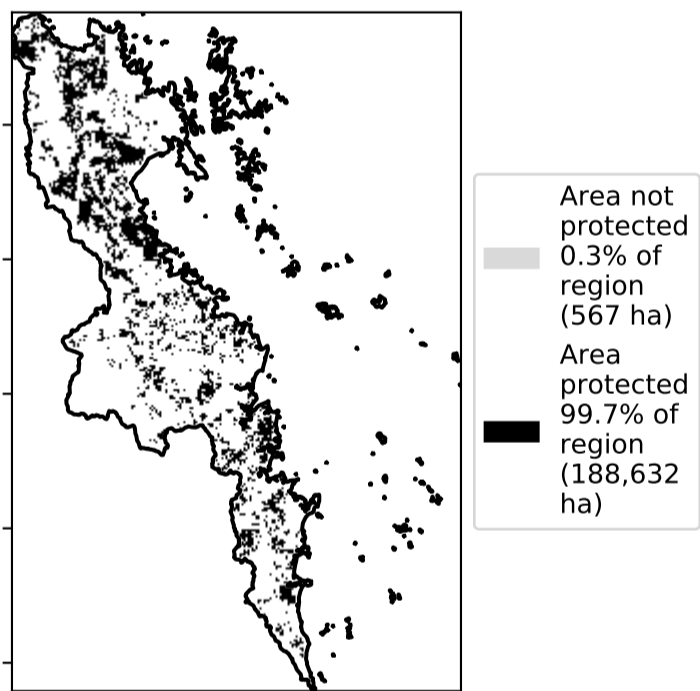 Area not
protected
0.3% of
region
(567 ha)
Area
protected
99.7% of
region
(188,632
ha)